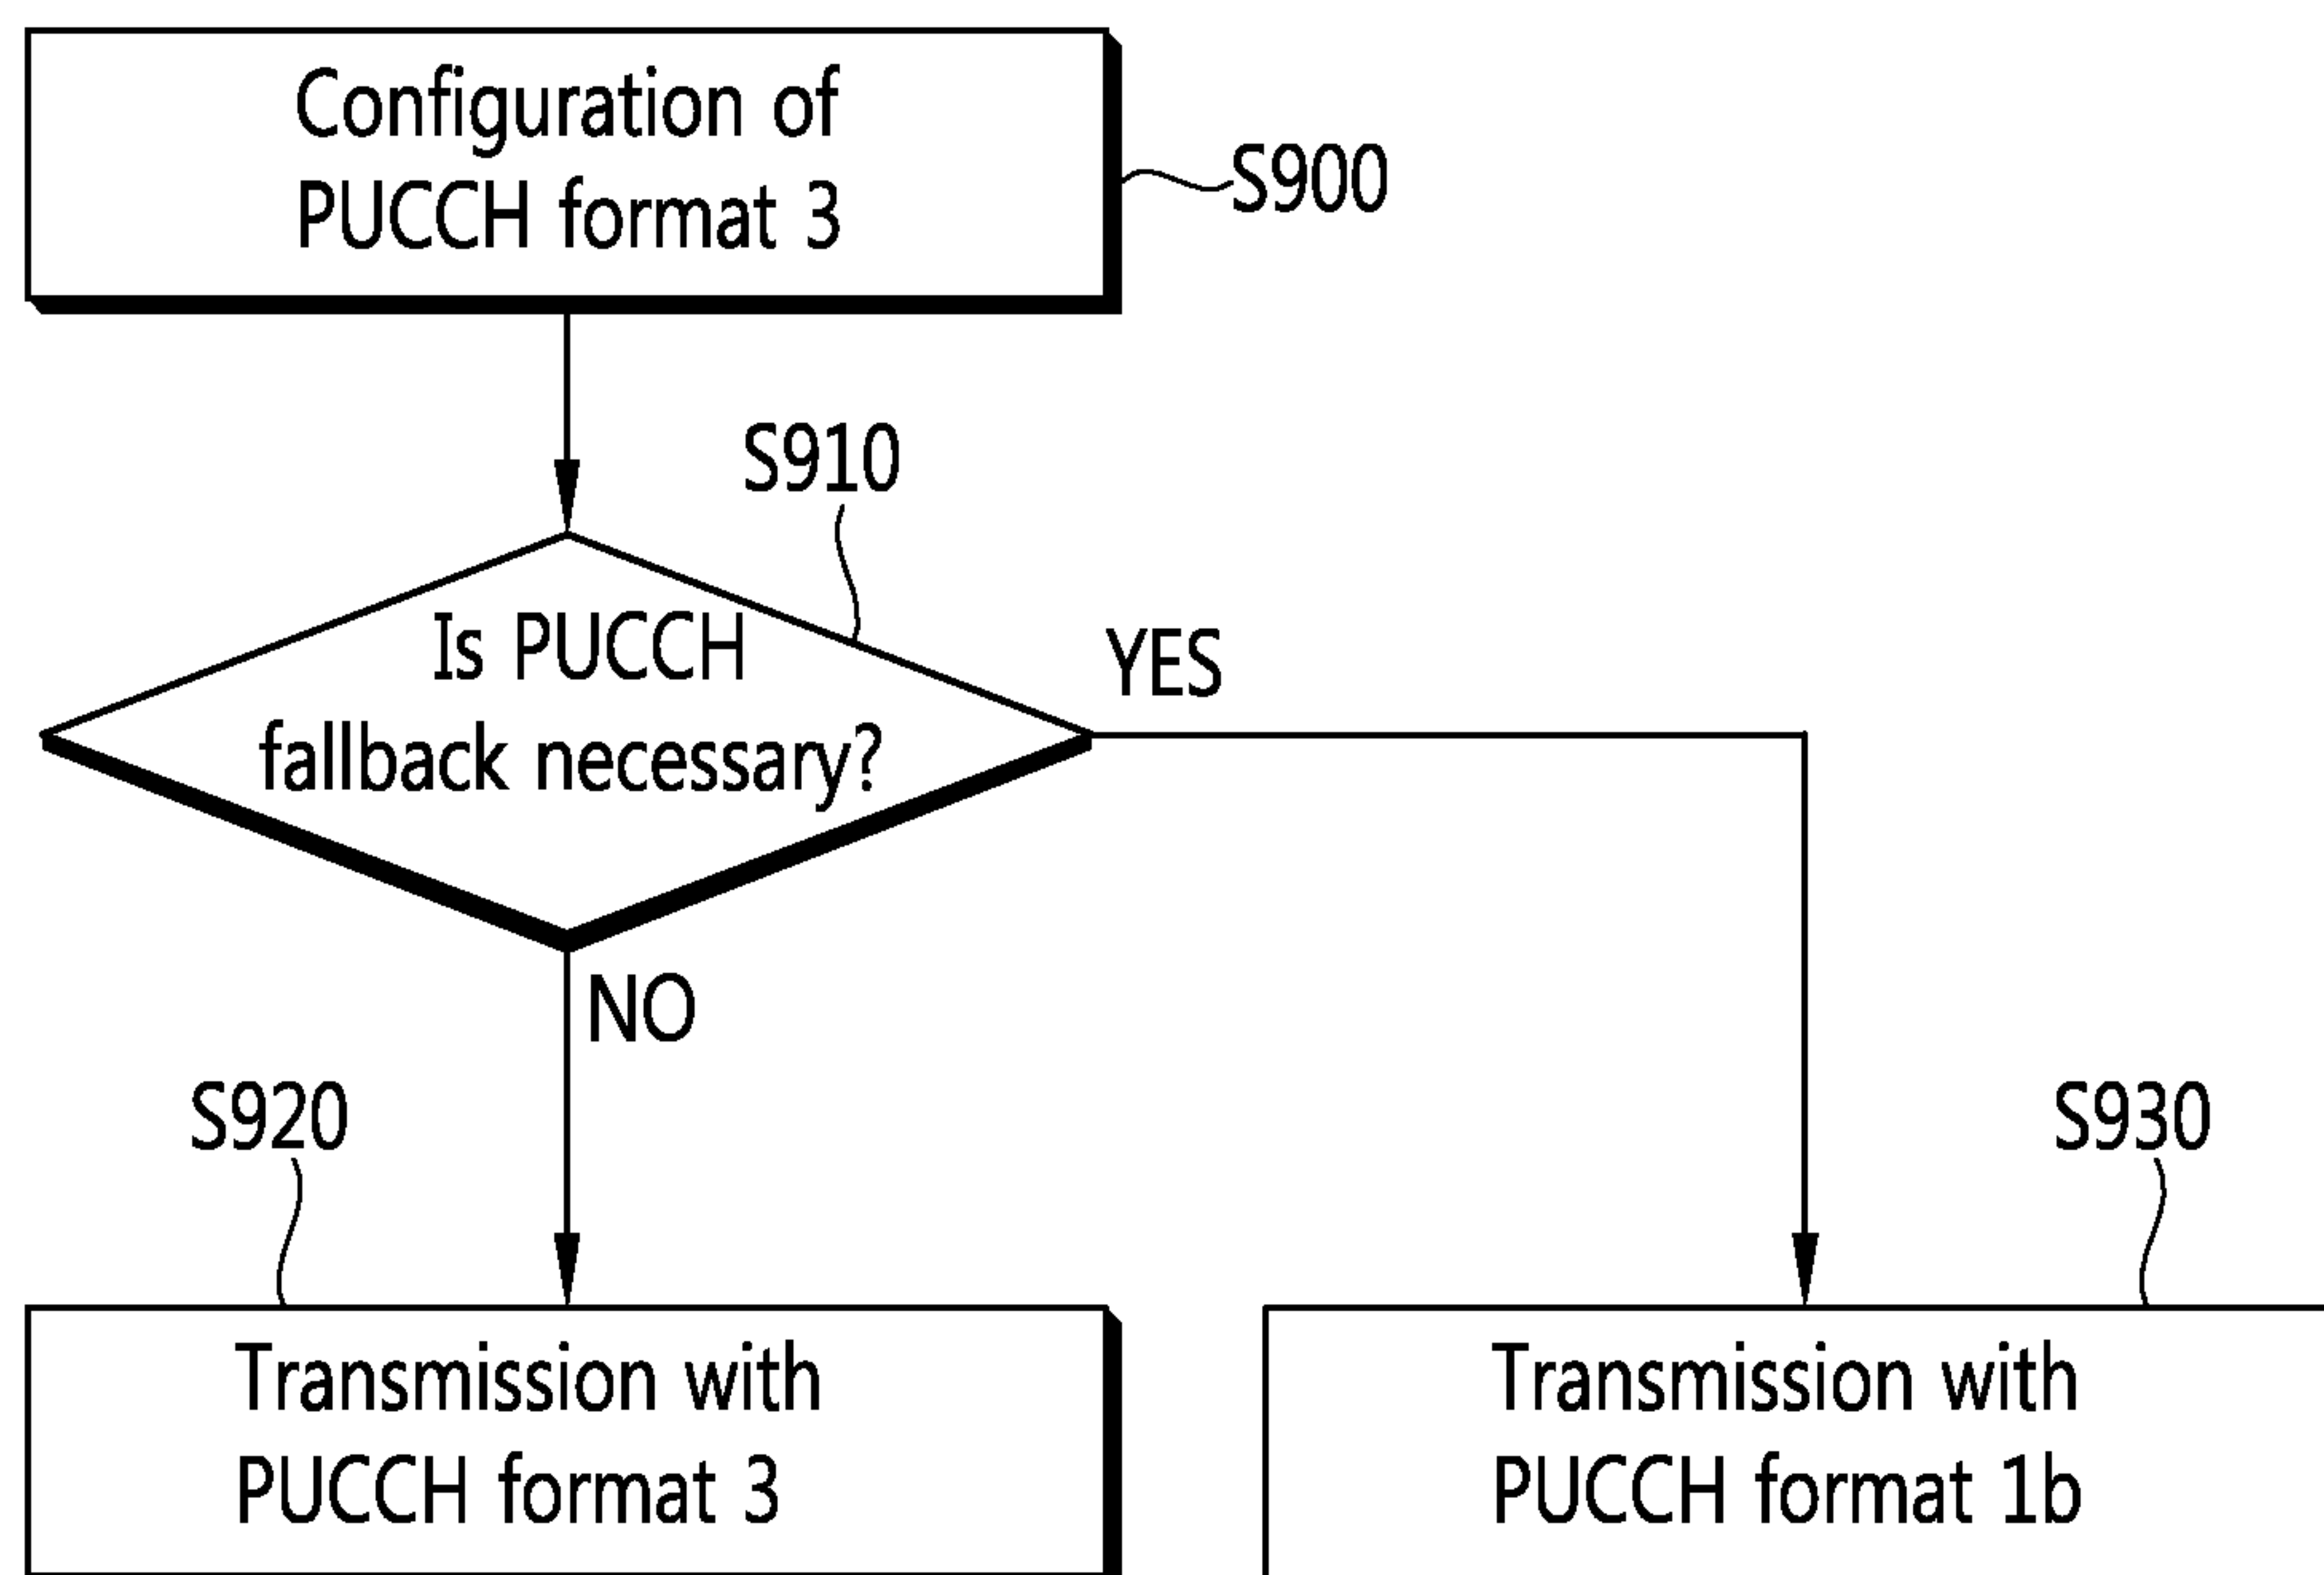 Configuration of
PUCCH format 3
S900
S910
Is PUCCH
fallback necessary?
YES
NO
S920
S930
Transmission with
PUCCH format 3
Transmission with
PUCCH format 1b